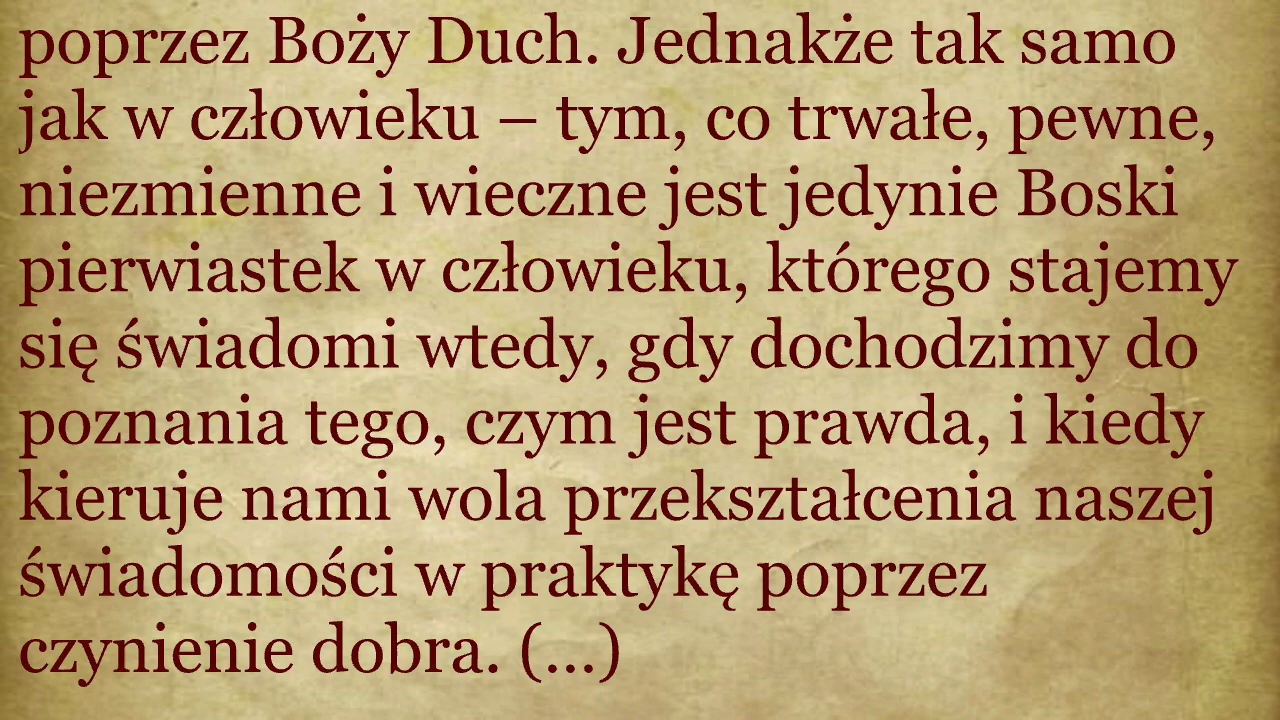 poprzez Boży Duch. Jednakże tak samo
jak w człowieku – tym, co trwałe, pewne,
niezmienne i wieczne jest jedynie Boski
pierwiastek w człowieku, którego stajemy
się świadomi wtedy, gdy dochodzimy do
poznania tego, czym jest prawda, i kiedy
kieruje nami wola przekształcenia naszej
świadomości w praktykę poprzez
czynienie dobra. (...)